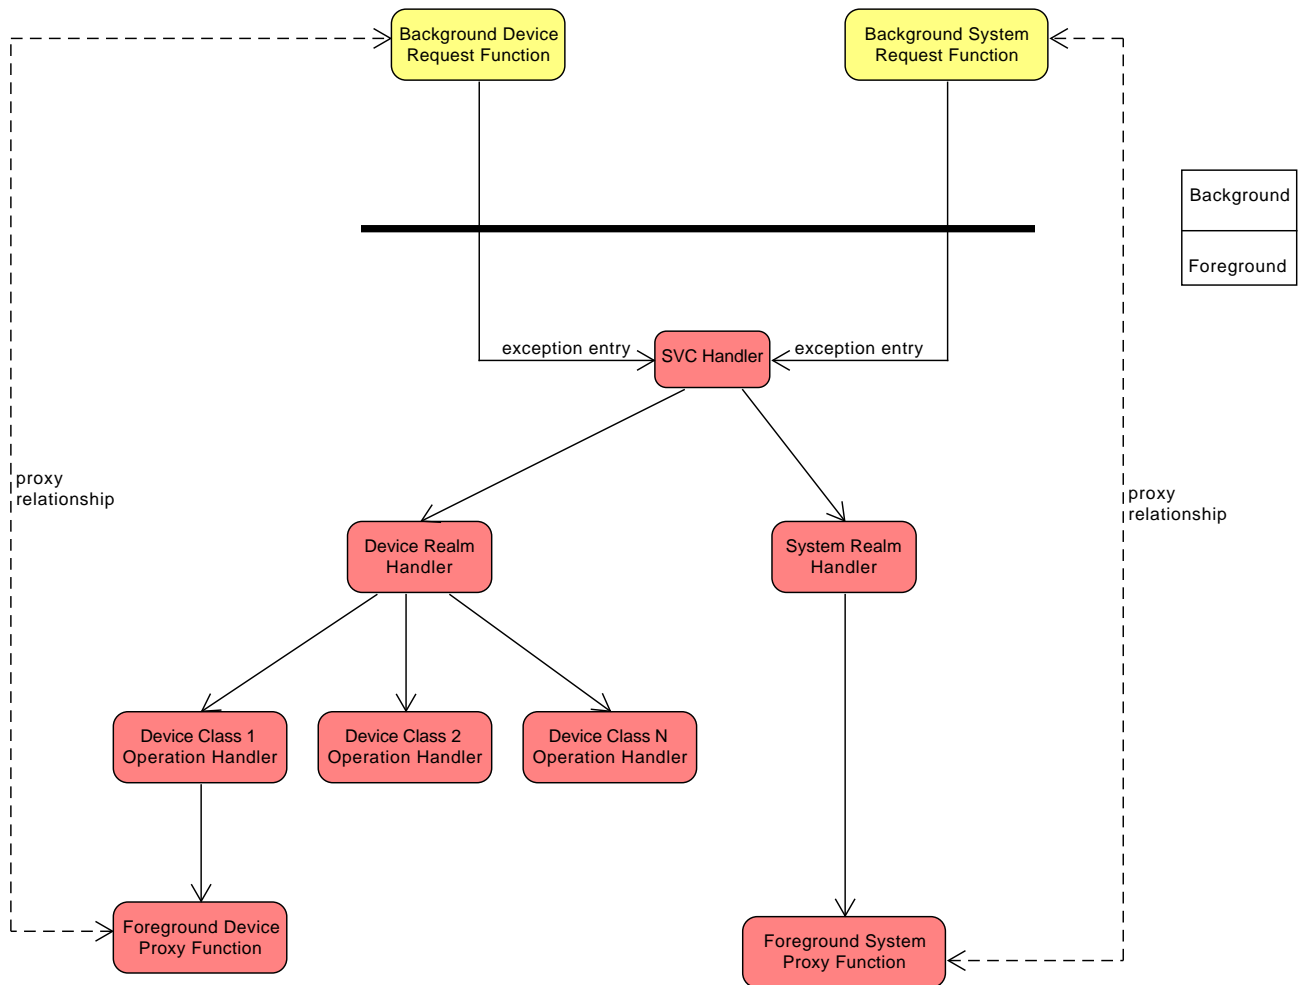 Background Device
Request Function
Background System
Request Function
Background
Foreground
exception entry
SVC Handler
exception entry
proxy
relationship
proxy
relationship
Device Realm
Handler
System Realm
Handler
Device Class 1
Operation Handler
Device Class 2
Operation Handler
Device Class N
Operation Handler
Foreground Device
Proxy Function
Foreground System
Proxy Function